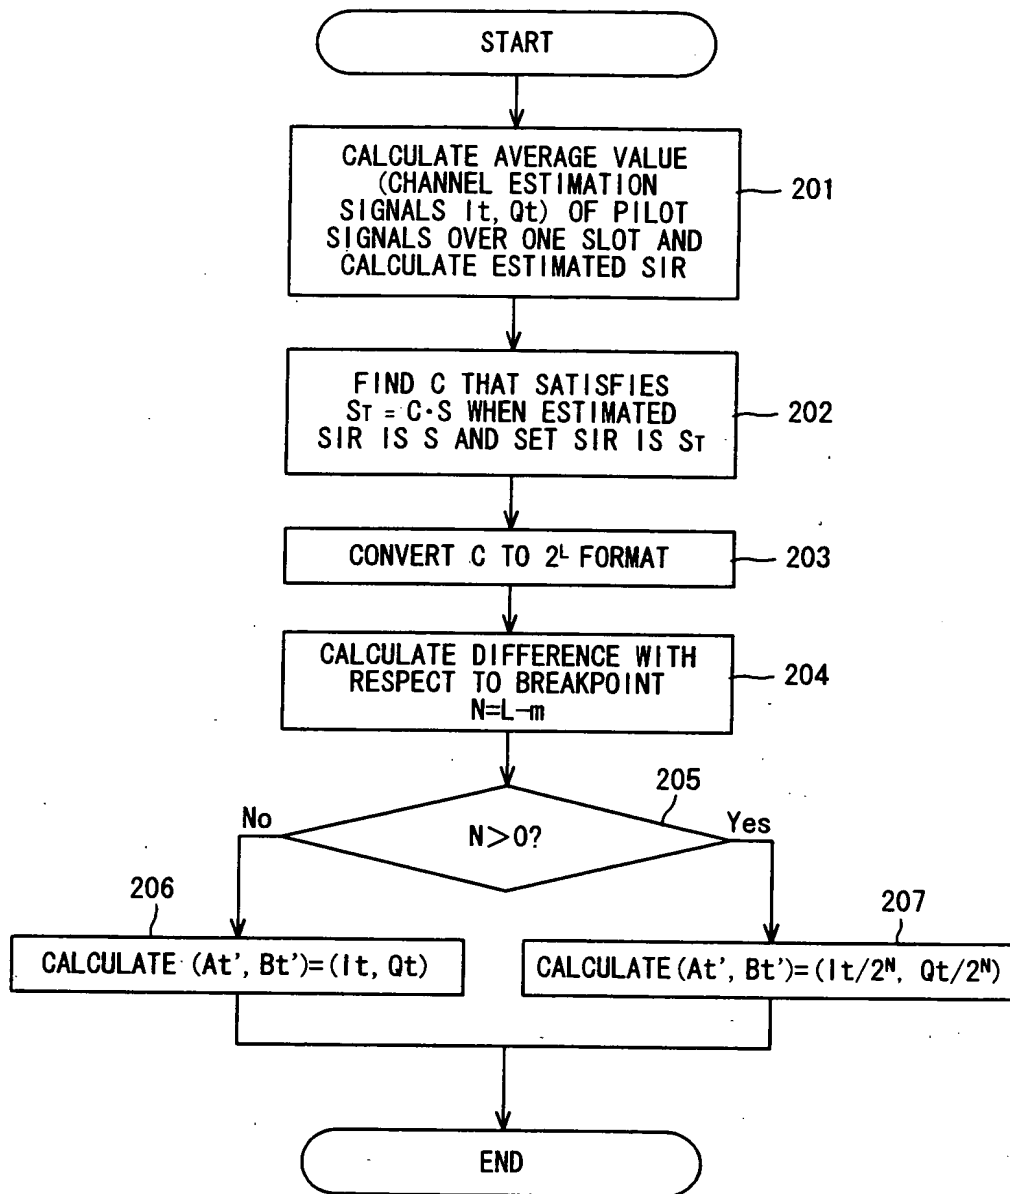 START
CALCULATE AVERAGE VALUE
(CHANNEL ESTIMATION
SIGNALS It, Qt) OF PILOT
SIGNALS OVER ONE SLOT AND
CALCULATE ESTIMATED SIR
201
FIND C THAT SATISFIES
ST = C·S WHEN ESTIMATED
SIR IS S AND SET SIR IS ST
202
CONVERT C TO 2^L FORMAT
203
CALCULATE DIFFERENCE WITH
RESPECT TO BREAKPOINT
N=L-m
204
205
No
N>0?
Yes
206
CALCULATE (At', Bt')=(It, Qt)
207
CALCULATE (At', Bt')=(It/2^N, Qt/2^N)
END